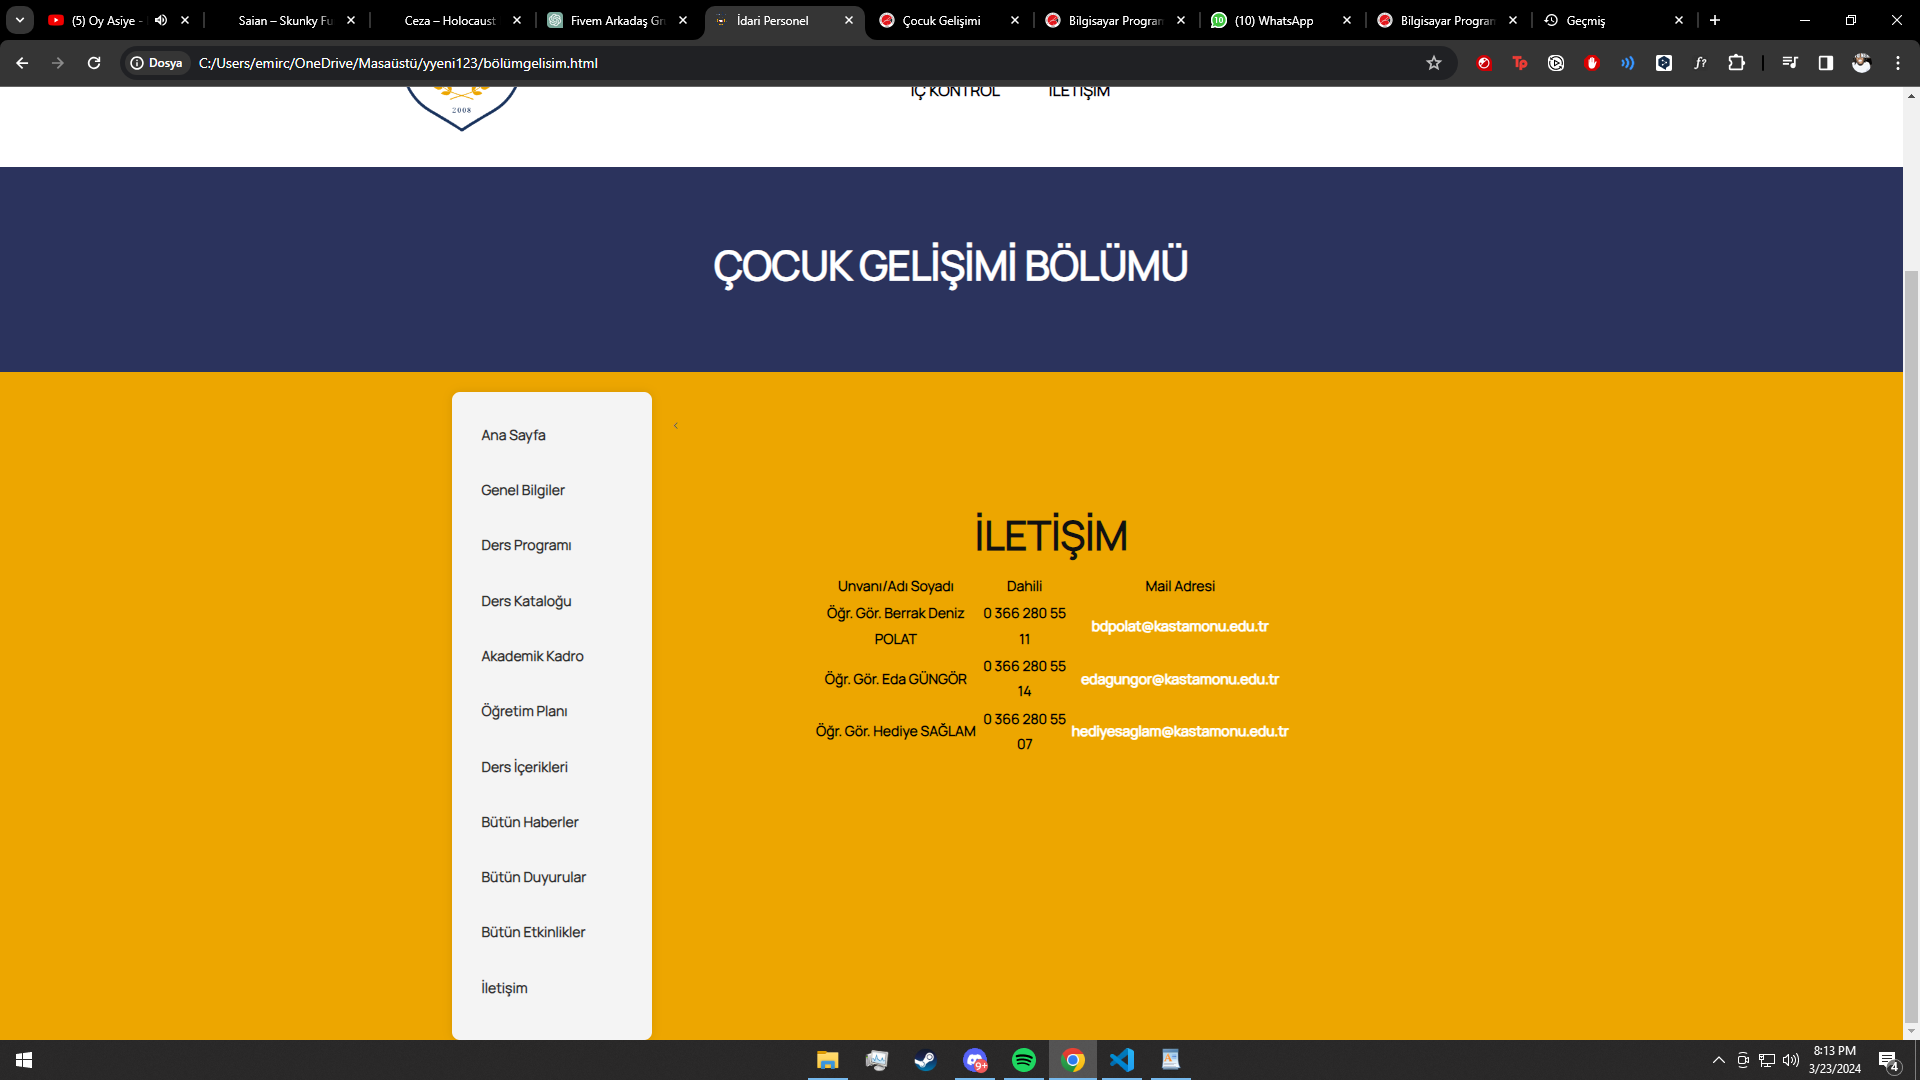 (5) Oy Asiye -
Saian – Skunky Fu
Ceza – Holocaust
Fivem Arkadaş Gr
İdari Personel
Çocuk Gelişimi
Bilgisayar Program
(10) WhatsApp
Bilgisayar Program
Geçmiş
Dosya
C:/Users/emirc/OneDrive/Masaüstü/yyeni123/bölümgelisim.html
2008
İÇ KONTROL
İLETİŞİM
ÇOCUK GELİŞİMİ BÖLÜMÜ
Ana Sayfa
Genel Bilgiler
Ders Programı
Ders Kataloğu
Akademik Kadro
Öğretim Planı
Ders İçerikleri
Bütün Haberler
Bütün Duyurular
Bütün Etkinlikler
İletişim
<
İLETİŞİM
Unvanı/Adı Soyadı Dahili Mail Adresi
Öğr. Gör. Berrak Deniz POLAT 0 366 280 55 11 bdpolat@kastamonu.edu.tr
Öğr. Gör. Eda GÜNGÖR 0 366 280 55 14 edagungor@kastamonu.edu.tr
Öğr. Gör. Hediye SAĞLAM 0 366 280 55 07 hediyesaglam@kastamonu.edu.tr
9+
8:13 PM
3/23/2024
4